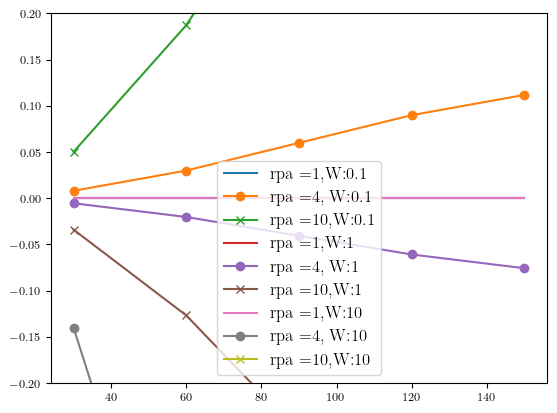 0.20
0.15
0.10
0.05
0.00
−0.05
−0.10
−0.15
−0.20
rpa =1,W:0.1
rpa =4, W:0.1
rpa =10,W:0.1
rpa =1,W:1
rpa =4, W:1
rpa =10,W:1
rpa =1,W:10
rpa =4, W:10
rpa =10,W:10
40 60 80 100 120 140